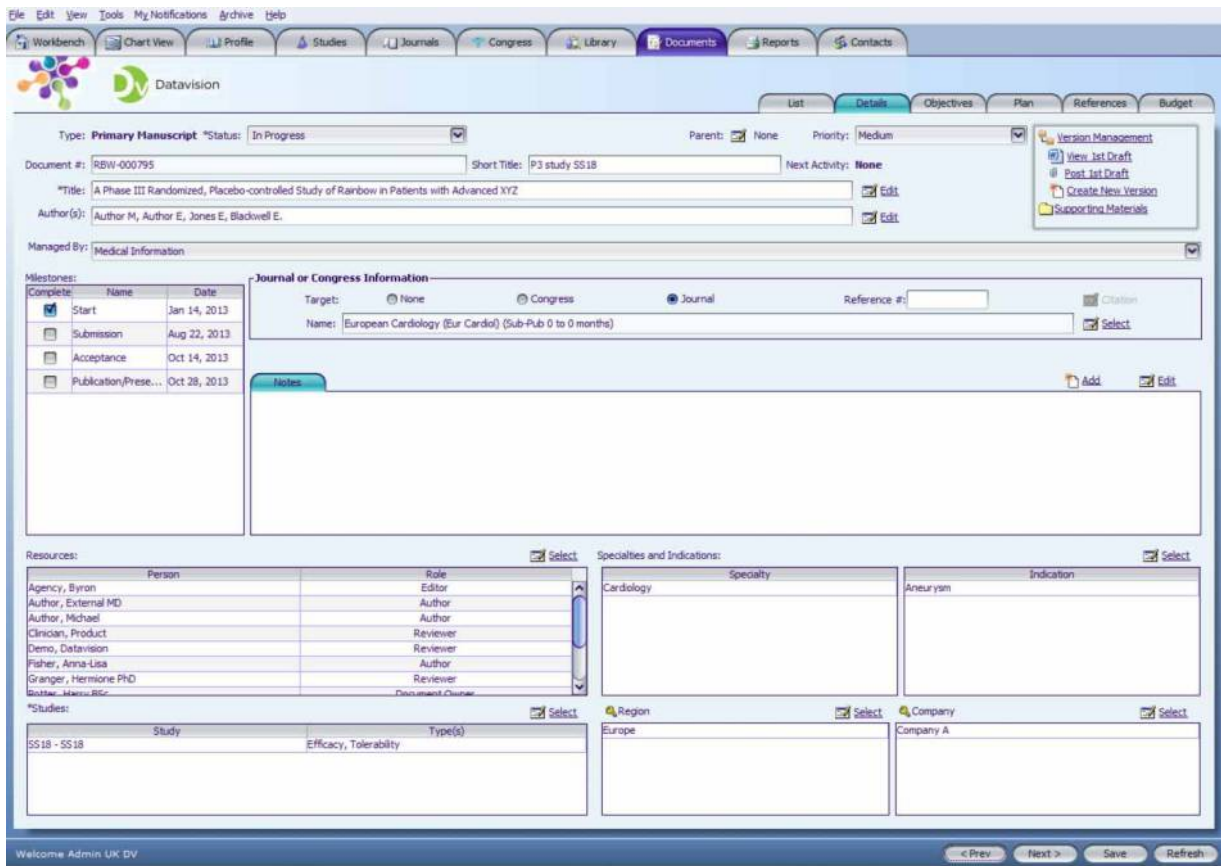 File Edit View Tools My Notifications Archive Help
Workbench Chart View Profile Studies Journals Congress Library Documents Reports Contacts
Dv Datavision
List Details Objectives Plan References Budget
Type: Primary Manuscript *Status: In Progress Parent: None Priority: Medium
Version Management
View 1st Draft
Post 1st Draft
Create New Version
Supporting Materials
Document #: RBW-000795 Short Title: P3 study SS18 Next Activity: None
*Title: A Phase III Randomized, Placebo-controlled Study of Rainbow in Patients with Advanced XYZ Edit
Author(s): Author M, Author E, Jones E, Blackwell E. Edit
Managed By: Medical Information
Milestones:
Complete Name Date
Start Jan 14, 2013
Submission Aug 22, 2013
Acceptance Oct 14, 2013
Publication/Prese... Oct 28, 2013
Journal or Congress Information
Target: None Congress Journal Reference #: Citation
Name: European Cardiology (Eur Cardiol) (Sub-Pub 0 to 0 months) Select
Notes Add Edit
Resources: Select
Person Role
Agency, Byron Editor
Author, External MD Author
Author, Michael Author
Clinician, Product Reviewer
Demo, Datavision Reviewer
Fisher, Anna-Lisa Author
Granger, Hermione PhD Reviewer
Potter, Harry BSc Document Owner
Specialties and Indications: Select
Specialty Indication
Cardiology Aneurysm
*Studies: Select
Study Type(s)
SS18 - SS18 Efficacy, Tolerability
Region Select
Europe
Company Select
Company A
Welcome Admin UK DV
< Prev Next > Save Refresh